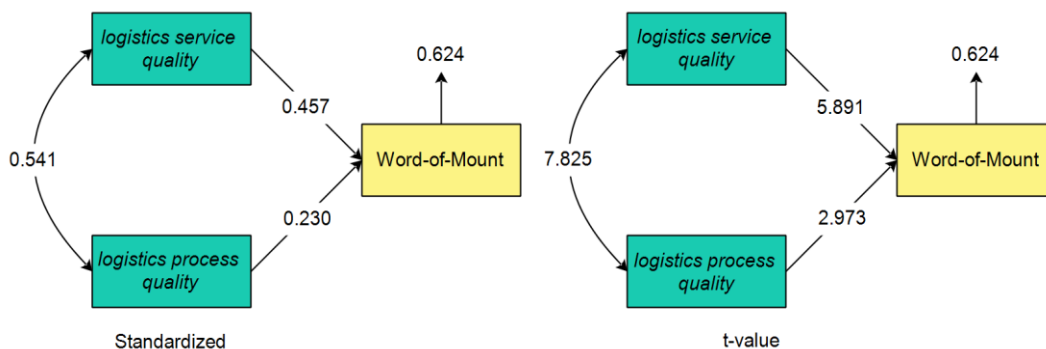 logistics service
quality
0.624
0.457
0.541
Word-of-Mount
0.230
logistics process
quality
Standardized
logistics service
quality
0.624
5.891
7.825
Word-of-Mount
2.973
logistics process
quality
t-value